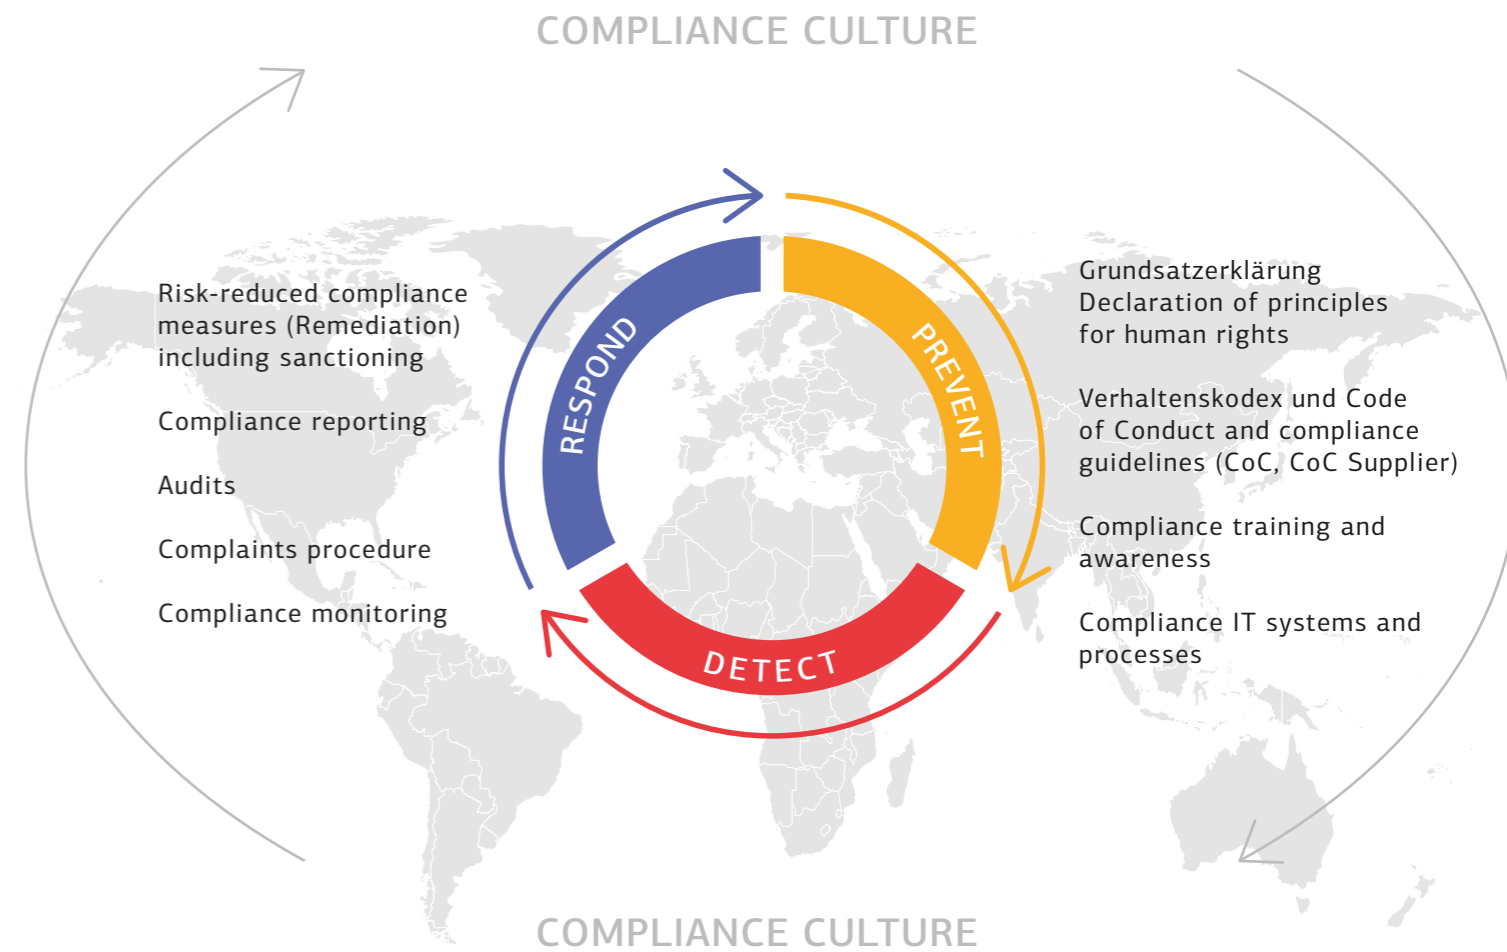 COMPLIANCE CULTURE
Risk-reduced compliance
measures (Remediation)
including sanctioning
Compliance reporting
Audits
Complaints procedure
Compliance monitoring
RESPOND
PREVENT
DETECT
Grundsatzerklärung
Declaration of principles
for human rights
Verhaltenskodex und Code
of Conduct and compliance
guidelines (CoC, CoC Supplier)
Compliance training and
awareness
Compliance IT systems and
processes
COMPLIANCE CULTURE